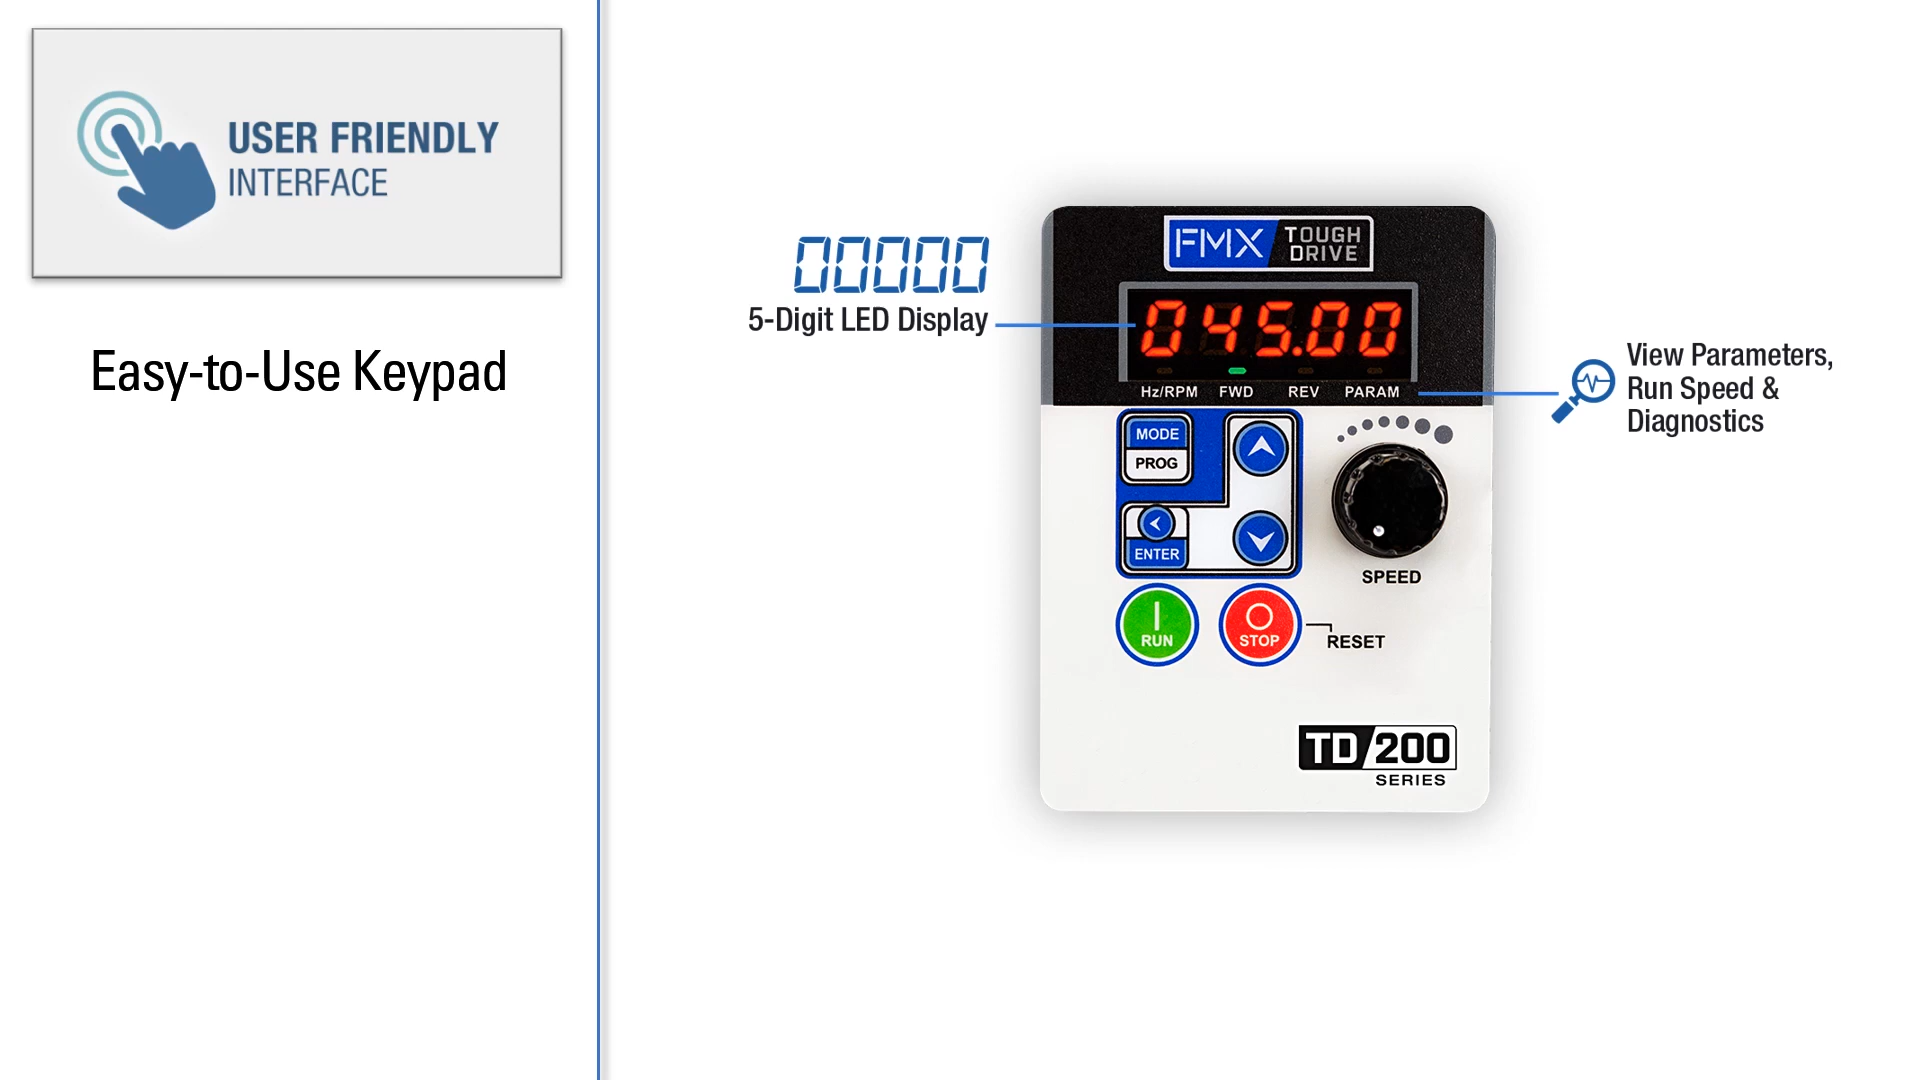 USER FRIENDLY
INTERFACE
Easy-to-Use Keypad
00000
5-Digit LED Display
FMX TOUGH
DRIVE
045.00
Hz/RPM FWD REV PARAM
View Parameters,
Run Speed &
Diagnostics
MODE
PROG
ENTER
SPEED
RUN
STOP
RESET
TD/200
SERIES